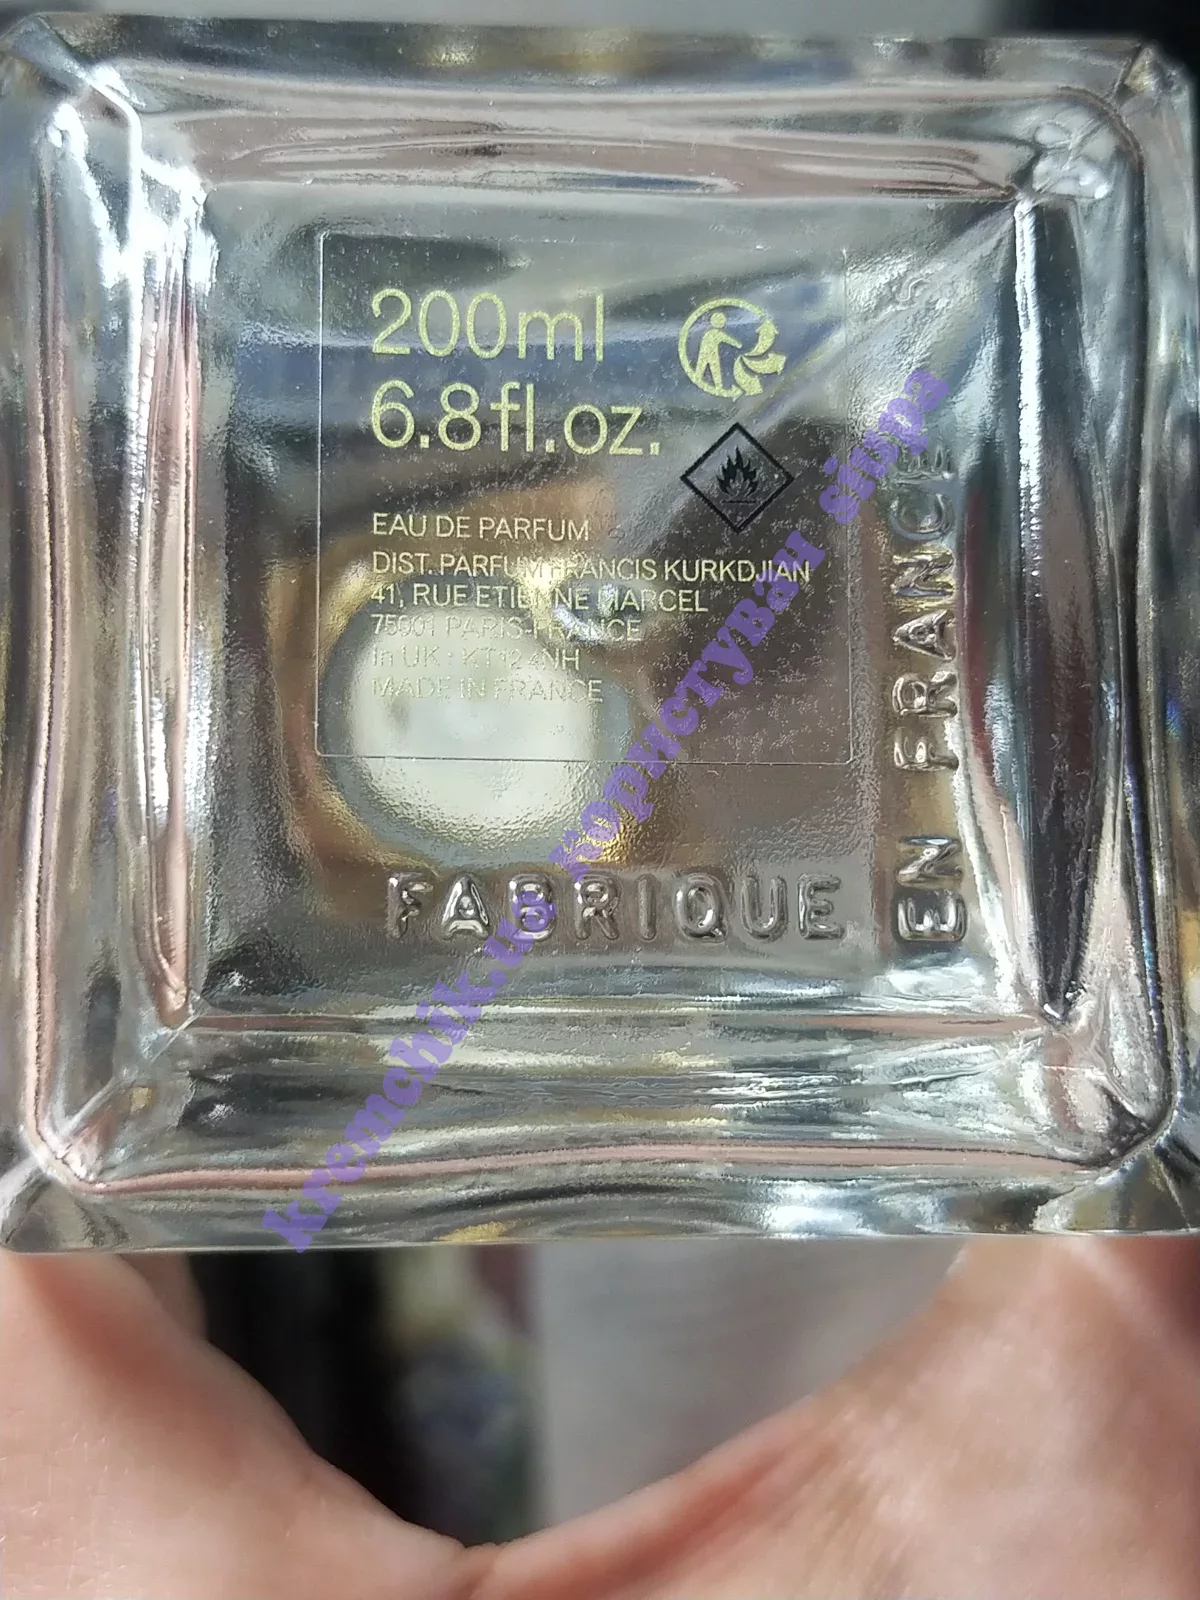 200ml
6.8fl.oz.
EAU DE PARFUM
DIST. PARFUM FRANCIS KURKDJIAN
41, RUE ETIENNE MARCEL
75001 PARIS-FRANCE
In UK : KT12 4NH
MADE IN FRANCE
FABRIQUE
EN FRANCE
kremchik.ua користувач sinpa